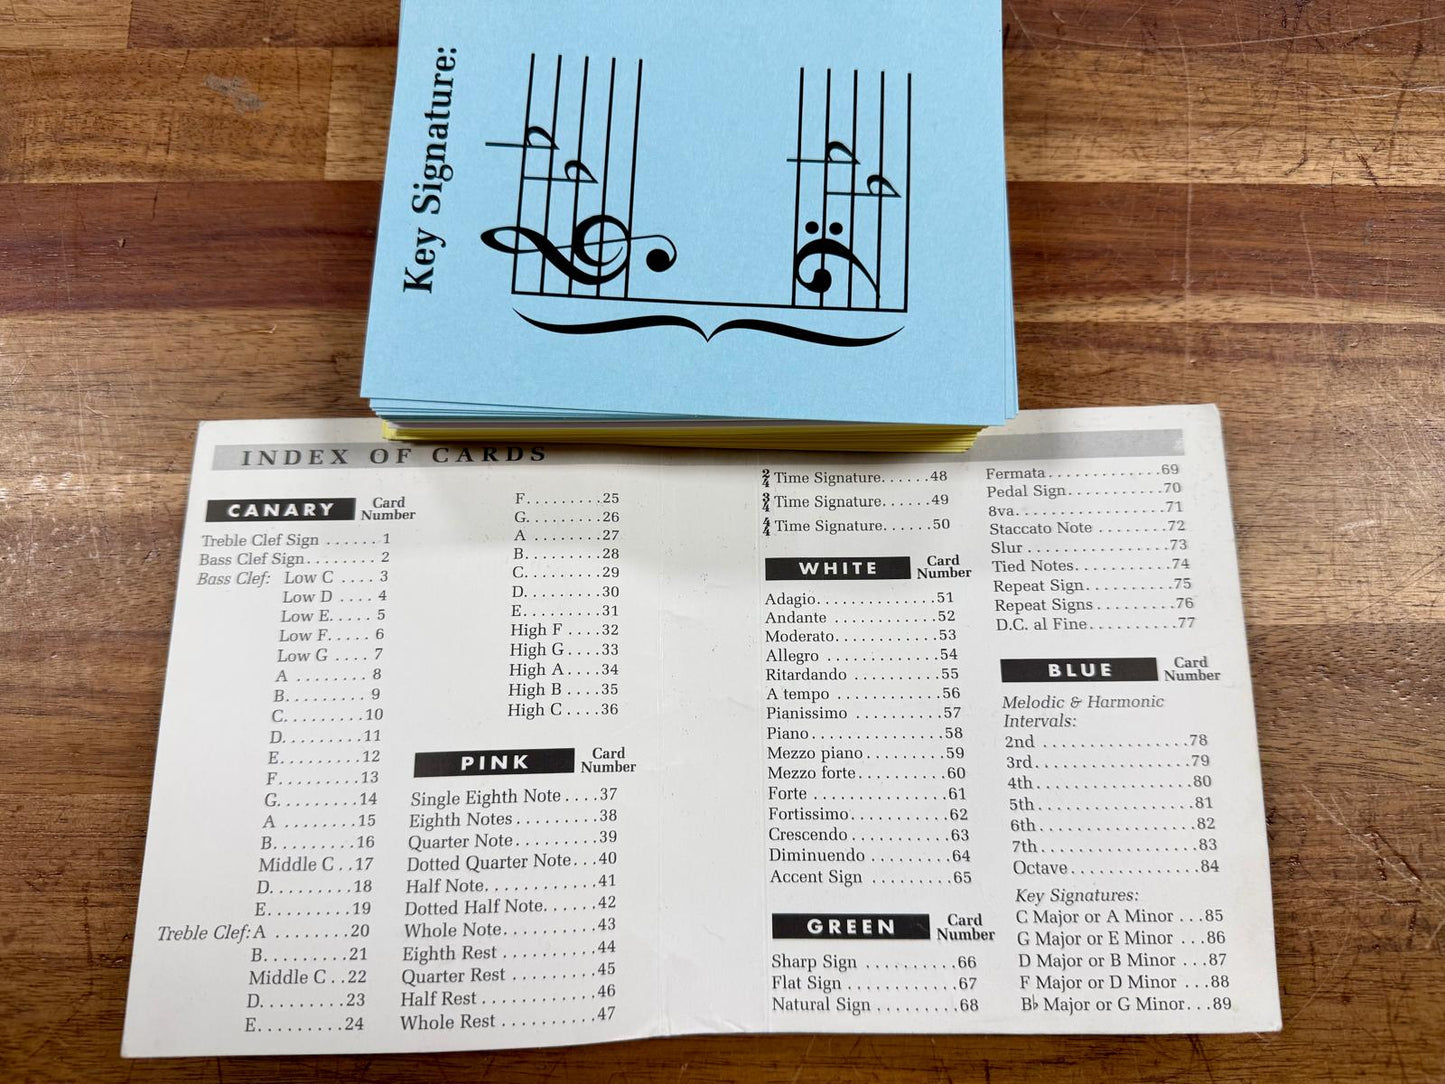 Key Signature:
INDEX OF CARDS
CANARY Card Number
Treble Clef Sign ...... 1
Bass Clef Sign........ 2
Bass Clef: Low C .... 3
Low D .... 4
Low E..... 5
Low F..... 6
Low G .... 7
A ........ 8
B......... 9
C.........10
D.........11
E.........12
F.........13
G.........14
A ........15
B.........16
Middle C ..17
D.........18
E.........19
Treble Clef: A ........20
B.........21
Middle C ..22
D.........23
E.........24
F.........25
G.........26
A ........27
B.........28
C.........29
D.........30
E.........31
High F ....32
High G....33
High A....34
High B ....35
High C....36
PINK Card Number
Single Eighth Note....37
Eighth Notes.........38
Quarter Note.........39
Dotted Quarter Note...40
Half Note............41
Dotted Half Note......42
Whole Note..........43
Eighth Rest ..........44
Quarter Rest .........45
Half Rest ............46
Whole Rest ..........47
2/4 Time Signature......48
3/4 Time Signature......49
4/4 Time Signature......50
WHITE Card Number
Adagio.............51
Andante ............52
Moderato............53
Allegro .............54
Ritardando ..........55
A tempo ............56
Pianissimo ..........57
Piano..............58
Mezzo piano.........59
Mezzo forte..........60
Forte ...............61
Fortissimo...........62
Crescendo...........63
Diminuendo .........64
Accent Sign .........65
GREEN Card Number
Sharp Sign ..........66
Flat Sign ............67
Natural Sign .........68
Fermata.............69
Pedal Sign...........70
8va.................71
Staccato Note ........72
Slur ................73
Tied Notes...........74
Repeat Sign..........75
Repeat Signs .........76
D.C. al Fine..........77
BLUE Card Number
Melodic & Harmonic
Intervals:
2nd ................78
3rd.................79
4th.................80
5th.................81
6th.................82
7th.................83
Octave..............84
Key Signatures:
C Major or A Minor ...85
G Major or E Minor ...86
D Major or B Minor ...87
F Major or D Minor ...88
B♭ Major or G Minor...89